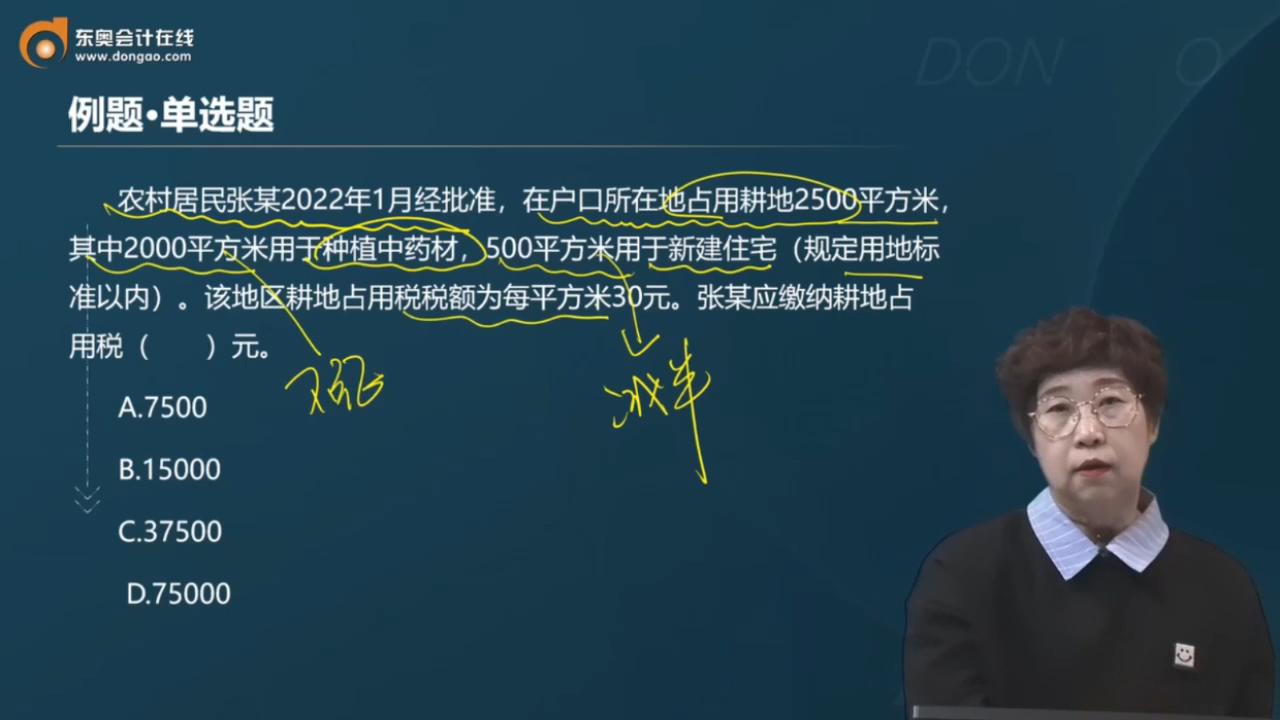 东奥会计在线
www.dongao.com
DON O
例题•单选题
农村居民张某2022年1月经批准，在户口所在地占用耕地2500平方米，
其中2000平方米用于种植中药材，500平方米用于新建住宅（规定用地标
准以内）。该地区耕地占用税税额为每平方米30元。张某应缴纳耕地占
用税（ ）元。
减半
A.7500
B.15000
C.37500
D.75000